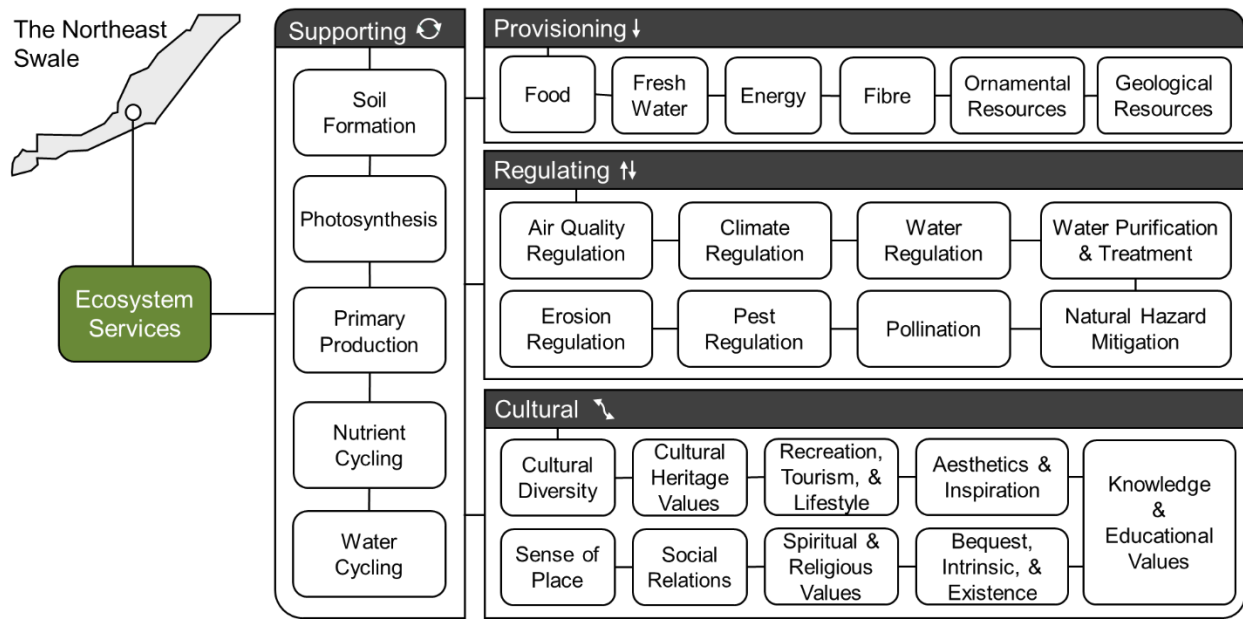 The Northeast
Swale
Ecosystem
Services
Supporting
Soil
Formation
Photosynthesis
Primary
Production
Nutrient
Cycling
Water
Cycling
Provisioning
Food
Fresh
Water
Energy
Fibre
Ornamental
Resources
Geological
Resources
Regulating
Air Quality
Regulation
Climate
Regulation
Water
Regulation
Water Purification
& Treatment
Erosion
Regulation
Pest
Regulation
Pollination
Natural Hazard
Mitigation
Cultural
Cultural
Diversity
Cultural
Heritage
Values
Recreation,
Tourism, &
Lifestyle
Aesthetics &
Inspiration
Knowledge
&
Educational
Values
Sense of
Place
Social
Relations
Spiritual &
Religious
Values
Bequest,
Intrinsic, &
Existence